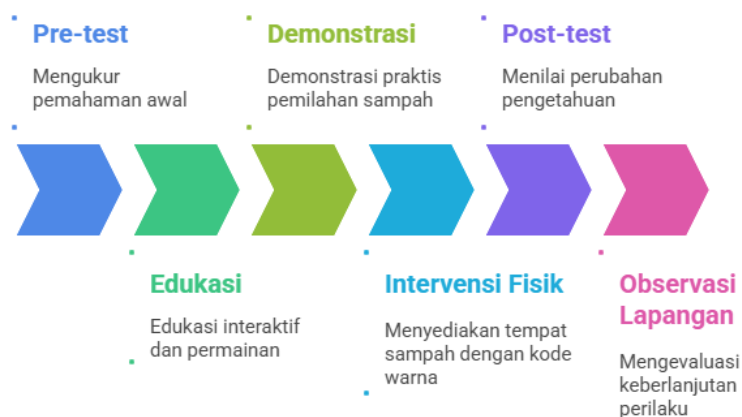 Pre-test
Mengukur
pemahaman awal
Demonstrasi
Demonstrasi praktis
pemilahan sampah
Post-test
Menilai perubahan
pengetahuan
Edukasi
Edukasi interaktif
dan permainan
Intervensi Fisik
Menyediakan tempat
sampah dengan kode
warna
Observasi
Lapangan
Mengevaluasi
keberlanjutan
perilaku